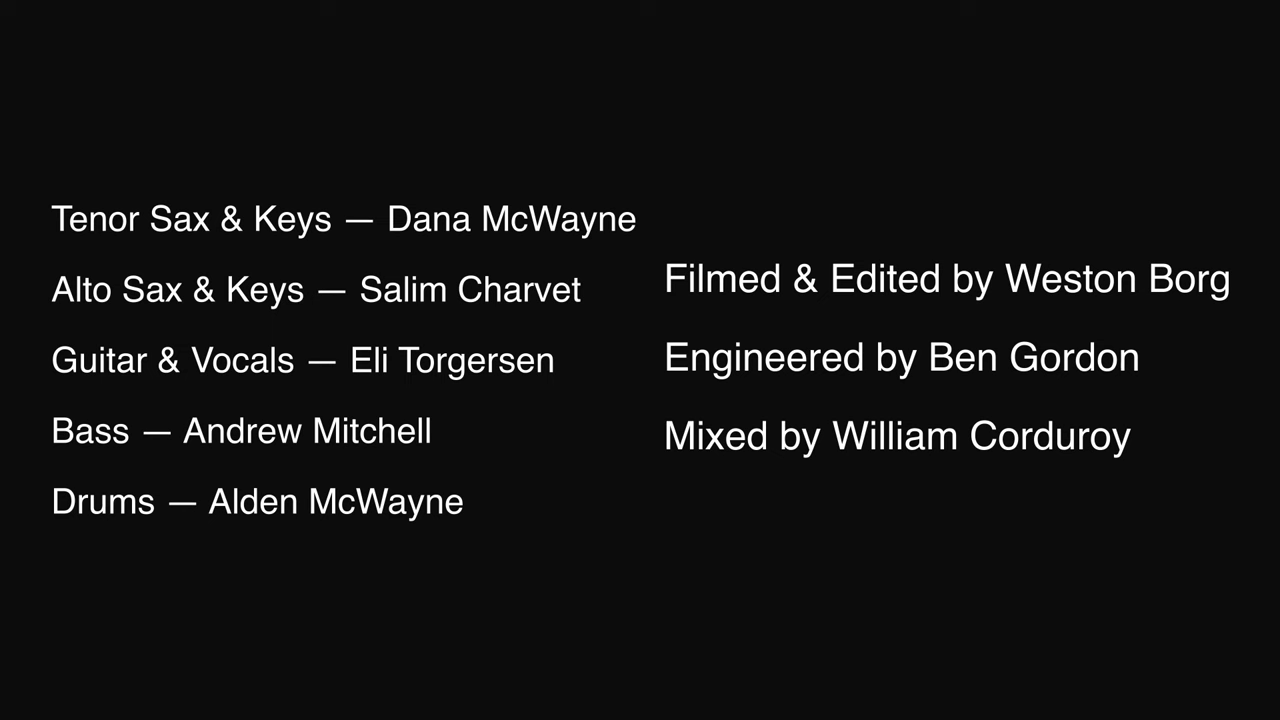 Tenor Sax & Keys — Dana McWayne
Alto Sax & Keys — Salim Charvet
Guitar & Vocals — Eli Torgersen
Bass — Andrew Mitchell
Drums — Alden McWayne
Filmed & Edited by Weston Borg
Engineered by Ben Gordon
Mixed by William Corduroy